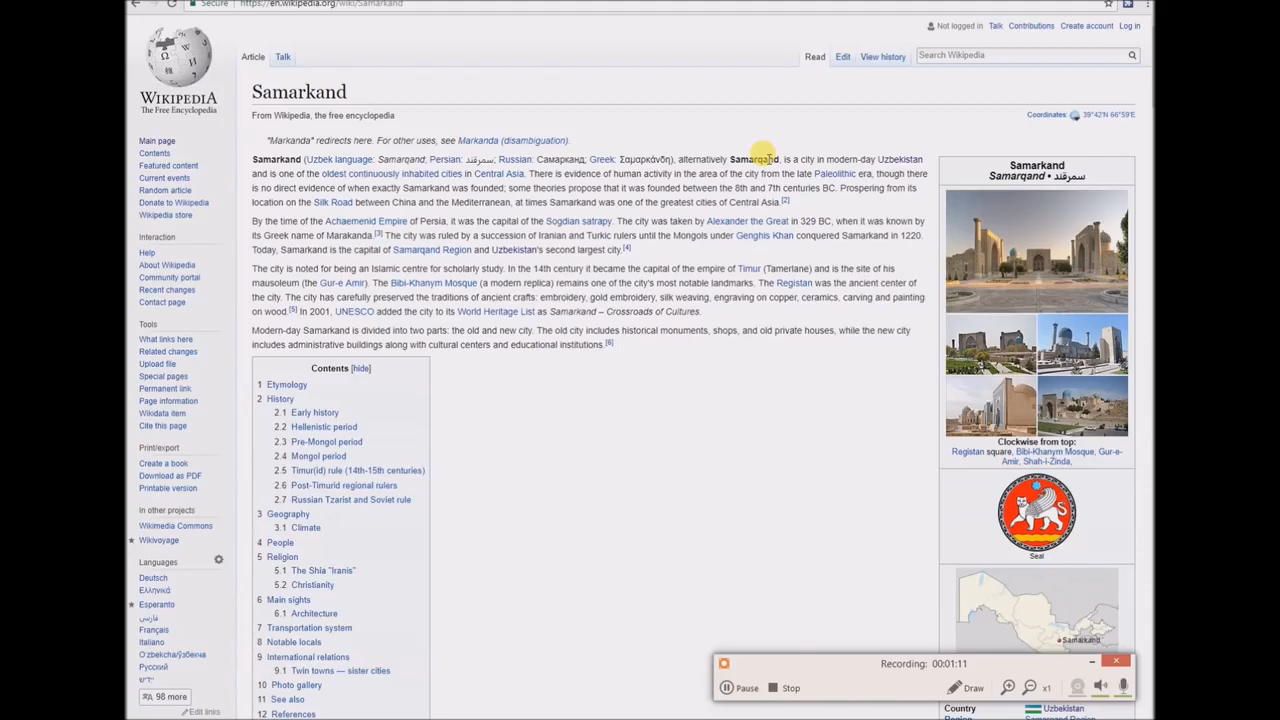 Secure
https://en.wikipedia.org/wiki/Samarkand
Not logged in Talk Contributions Create account Log in
Article Talk
Read Edit View history
Search Wikipedia
WIKIPEDIA
The Free Encyclopedia
Samarkand
From Wikipedia, the free encyclopedia
Coordinates: 39°42′N 66°59′E
"Markanda" redirects here. For other uses, see Markanda (disambiguation).
Samarkand (Uzbek language: Samarqand; Persian: سمرقند; Russian: Самарканд; Greek: Σαμαρκάνδη), alternatively Samarqand, is a city in modern-day Uzbekistan
and is one of the oldest continuously inhabited cities in Central Asia. There is evidence of human activity in the area of the city from the late Paleolithic era, though there
is no direct evidence of when exactly Samarkand was founded; some theories propose that it was founded between the 8th and 7th centuries BC. Prospering from its
location on the Silk Road between China and the Mediterranean, at times Samarkand was one of the greatest cities of Central Asia.[2]
By the time of the Achaemenid Empire of Persia, it was the capital of the Sogdian satrapy. The city was taken by Alexander the Great in 329 BC, when it was known by
its Greek name of Marakanda.[3] The city was ruled by a succession of Iranian and Turkic rulers until the Mongols under Genghis Khan conquered Samarkand in 1220.
Today, Samarkand is the capital of Samarqand Region and Uzbekistan's second largest city.[4]
The city is noted for being an Islamic centre for scholarly study. In the 14th century it became the capital of the empire of Timur (Tamerlane) and is the site of his
mausoleum (the Gur-e Amir). The Bibi-Khanym Mosque (a modern replica) remains one of the city's most notable landmarks. The Registan was the ancient center of
the city. The city has carefully preserved the traditions of ancient crafts: embroidery, gold embroidery, silk weaving, engraving on copper, ceramics, carving and painting
on wood.[5] In 2001, UNESCO added the city to its World Heritage List as Samarkand – Crossroads of Cultures.
Modern-day Samarkand is divided into two parts: the old and new city. The old city includes historical monuments, shops, and old private houses, while the new city
includes administrative buildings along with cultural centers and educational institutions.[6]
Main page
Contents
Featured content
Current events
Random article
Donate to Wikipedia
Wikipedia store
Interaction
Help
About Wikipedia
Community portal
Recent changes
Contact page
Tools
What links here
Related changes
Upload file
Special pages
Permanent link
Page information
Wikidata item
Cite this page
Print/export
Create a book
Download as PDF
Printable version
In other projects
Wikimedia Commons
Wikivoyage
Languages
Deutsch
Ελληνικά
Esperanto
فارسی
Français
Italiano
Oʻzbekcha/ўзбекча
Русский
ייִדיש
98 more
Edit links
Contents [hide]
1 Etymology
2 History
2.1 Early history
2.2 Hellenistic period
2.3 Pre-Mongol period
2.4 Mongol period
2.5 Timur(id) rule (14th-15th centuries)
2.6 Post-Timurid regional rulers
2.7 Russian Tzarist and Soviet rule
3 Geography
3.1 Climate
4 People
5 Religion
5.1 The Shia "Iranis"
5.2 Christianity
6 Main sights
6.1 Architecture
7 Transportation system
8 Notable locals
9 International relations
9.1 Twin towns — sister cities
10 Photo gallery
11 See also
12 References
Samarkand
Samarqand • سمرقند
Clockwise from top:
Registan square, Bibi-Khanym Mosque, Gur-e-
Amir, Shah-i-Zinda,
Seal
Samarkand
Recording: 00:01:11
Pause Stop Draw x1
Country Uzbekistan
Region Samarqand Region